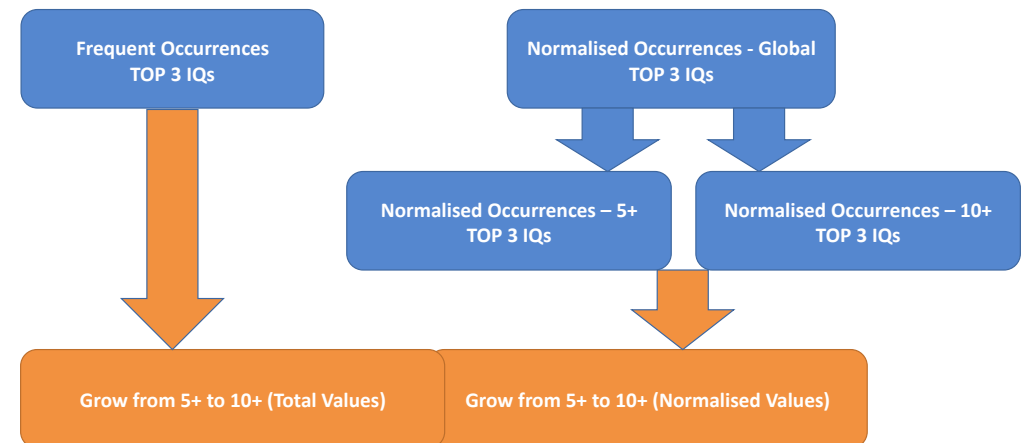 Frequent Occurrences
TOP 3 IQs
Normalised Occurrences - Global
TOP 3 IQs
Normalised Occurrences – 5+
TOP 3 IQs
Normalised Occurrences – 10+
TOP 3 IQs
Grow from 5+ to 10+ (Total Values)
Grow from 5+ to 10+ (Normalised Values)